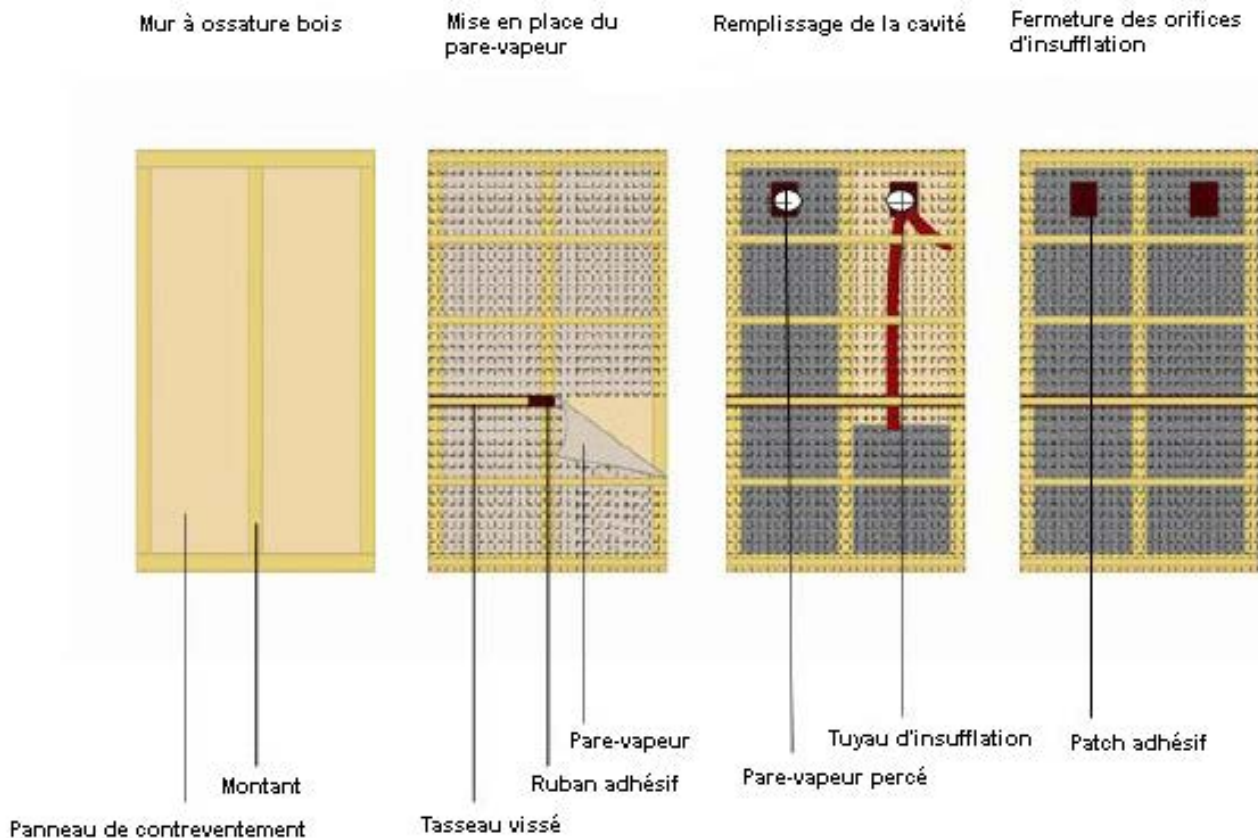 Mur à ossature bois
Mise en place du
pare-vapeur
Remplissage de la cavité
Fermeture des orifices
d'insufflation
Pare-vapeur
Tuyau d'insufflation
Patch adhésif
Montant
Ruban adhésif
Pare-vapeur percé
Panneau de contreventement
Tasseau vissé